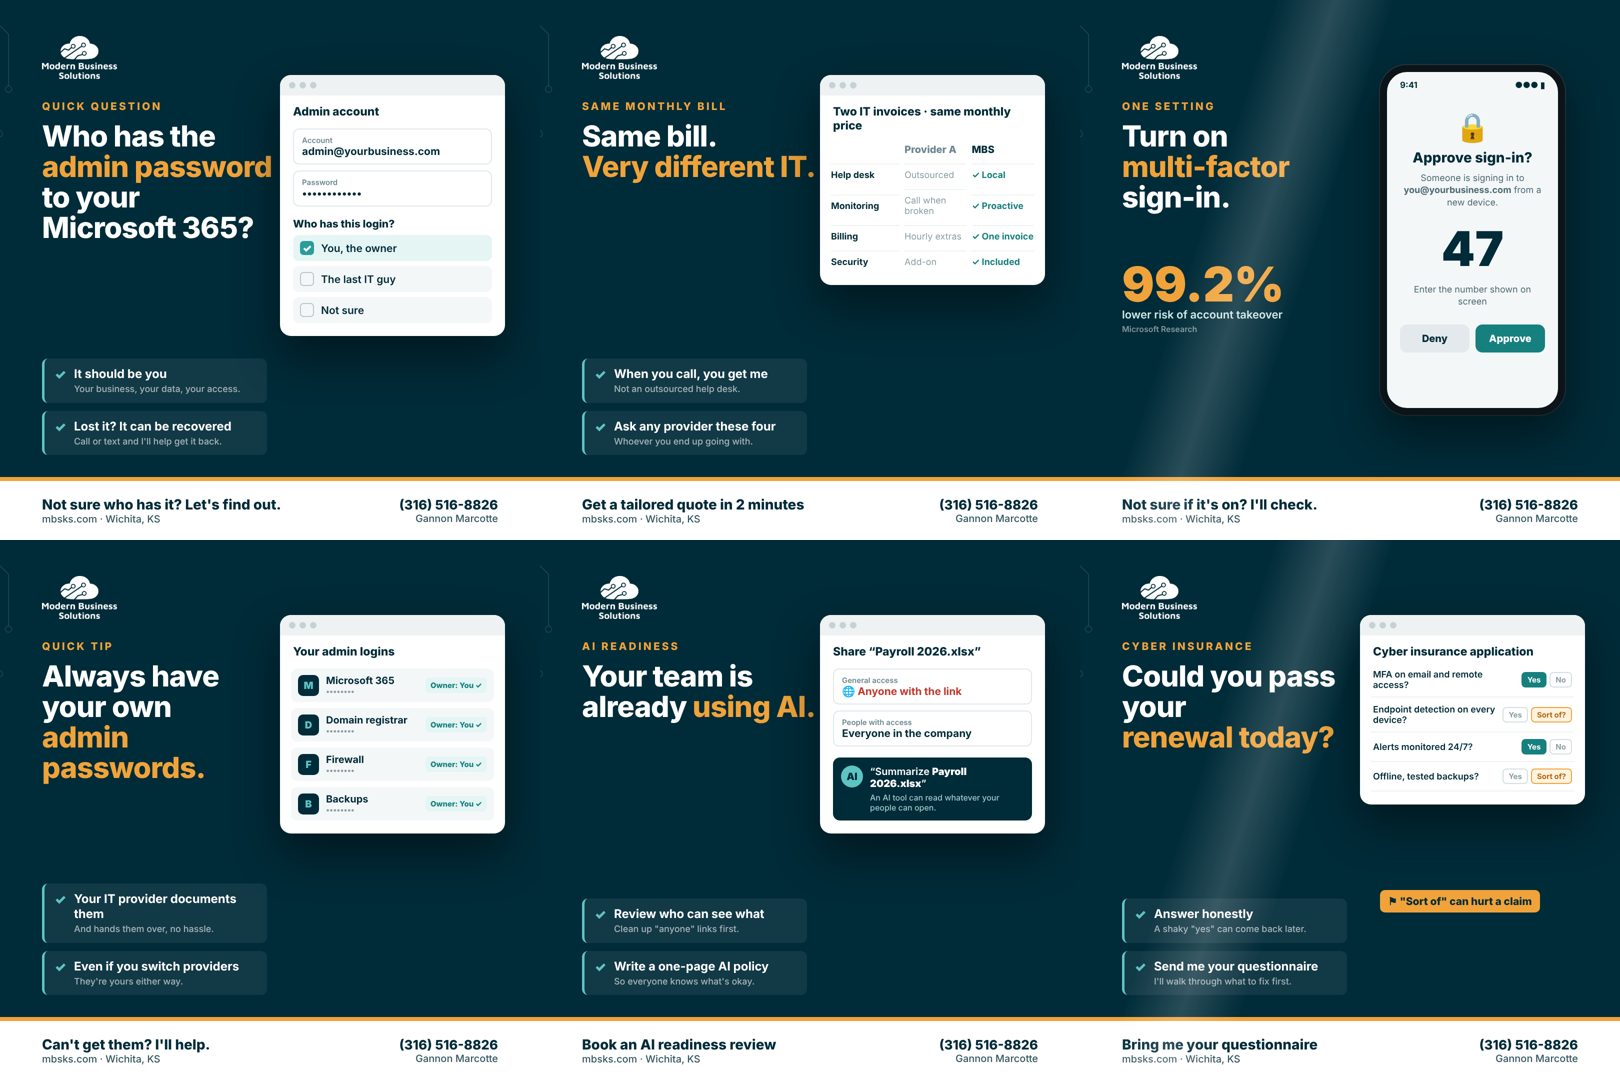 Modern Business
Solutions
QUICK QUESTION
Who has the
admin password
to your
Microsoft 365?
Admin account
Account
admin@yourbusiness.com
Password
••••••••••••
Who has this login?
You, the owner
The last IT guy
Not sure
It should be you
Your business, your data, your access.
Lost it? It can be recovered
Call or text and I'll help get it back.
Not sure who has it? Let's find out.
mbsks.com · Wichita, KS
(316) 516-8826
Gannon Marcotte
Modern Business
Solutions
SAME MONTHLY BILL
Same bill.
Very different IT.
Two IT invoices · same monthly
price
Provider A MBS
Help desk Outsourced ✓ Local
Monitoring Call when broken ✓ Proactive
Billing Hourly extras ✓ One invoice
Security Add-on ✓ Included
When you call, you get me
Not an outsourced help desk.
Ask any provider these four
Whoever you end up going with.
Get a tailored quote in 2 minutes
mbsks.com · Wichita, KS
(316) 516-8826
Gannon Marcotte
Modern Business
Solutions
ONE SETTING
Turn on
multi-factor
sign-in.
99.2%
lower risk of account takeover
Microsoft Research
9:41
Approve sign-in?
Someone is signing in to
you@yourbusiness.com from a
new device.
47
Enter the number shown on
screen
Deny
Approve
Not sure if it's on? I'll check.
mbsks.com · Wichita, KS
(316) 516-8826
Gannon Marcotte
Modern Business
Solutions
QUICK TIP
Always have
your own
admin
passwords.
Your admin logins
M Microsoft 365 Owner: You ✓
••••••••
D Domain registrar Owner: You ✓
••••••••
F Firewall Owner: You ✓
••••••••
B Backups Owner: You ✓
••••••••
Your IT provider documents
them
And hands them over, no hassle.
Even if you switch providers
They're yours either way.
Can't get them? I'll help.
mbsks.com · Wichita, KS
(316) 516-8826
Gannon Marcotte
Modern Business
Solutions
AI READINESS
Your team is
already using AI.
Share “Payroll 2026.xlsx”
General access
Anyone with the link
People with access
Everyone in the company
AI
“Summarize Payroll
2026.xlsx”
An AI tool can read whatever your
people can open.
Review who can see what
Clean up "anyone" links first.
Write a one-page AI policy
So everyone knows what's okay.
Book an AI readiness review
mbsks.com · Wichita, KS
(316) 516-8826
Gannon Marcotte
Modern Business
Solutions
CYBER INSURANCE
Could you pass
your
renewal today?
Cyber insurance application
MFA on email and remote
access?
Yes No
Endpoint detection on every
device?
Yes Sort of?
Alerts monitored 24/7? Yes No
Offline, tested backups? Yes Sort of?
"Sort of" can hurt a claim
Answer honestly
A shaky "yes" can come back later.
Send me your questionnaire
I'll walk through what to fix first.
Bring me your questionnaire
mbsks.com · Wichita, KS
(316) 516-8826
Gannon Marcotte